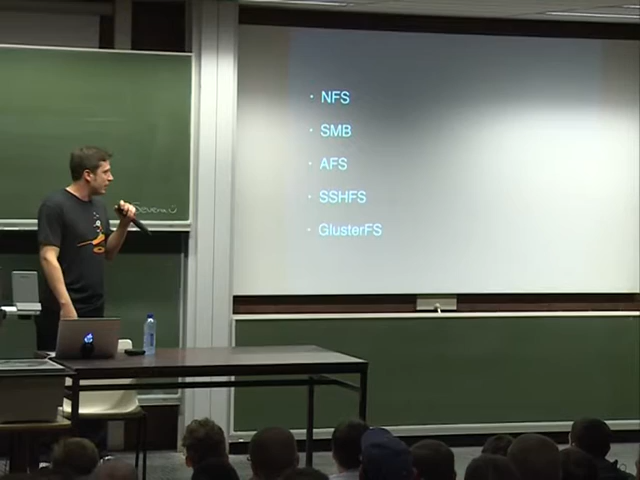 • NFS
• SMB
• AFS
• SSHFS
• GlusterFS